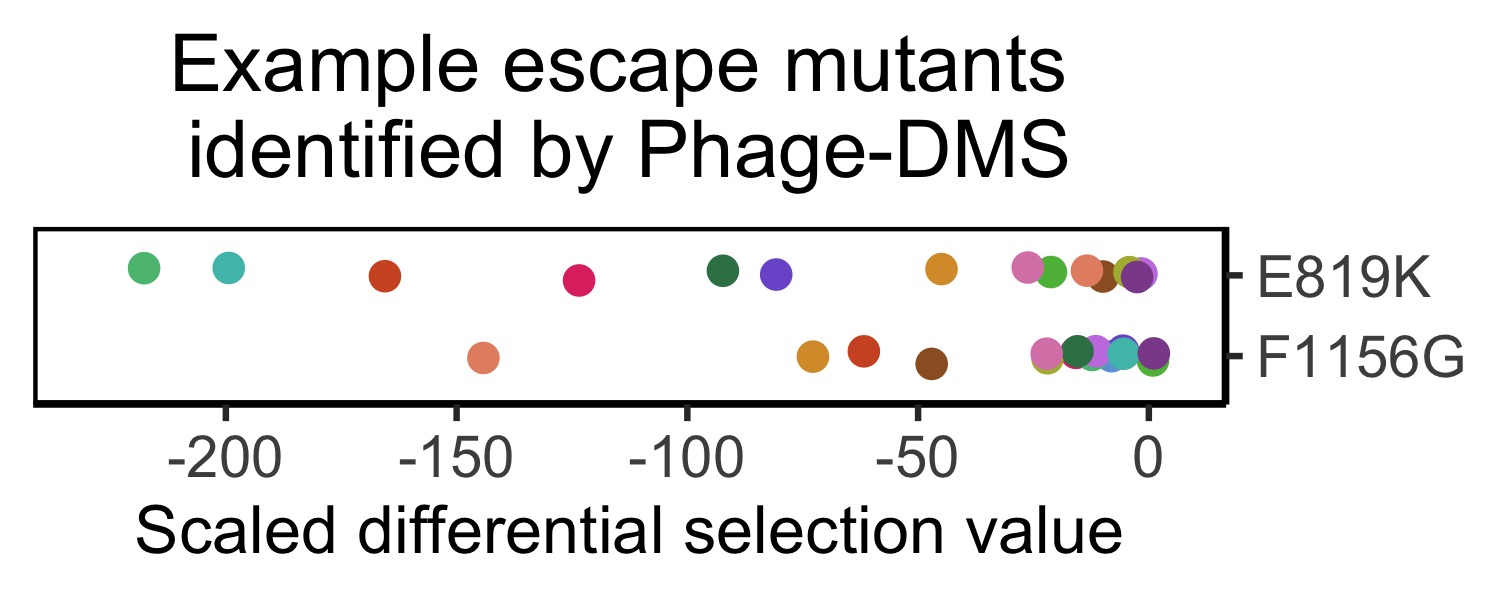 Example escape mutants
identified by Phage-DMS
E819K
F1156G
-200 -150 -100 -50 0
Scaled differential selection value